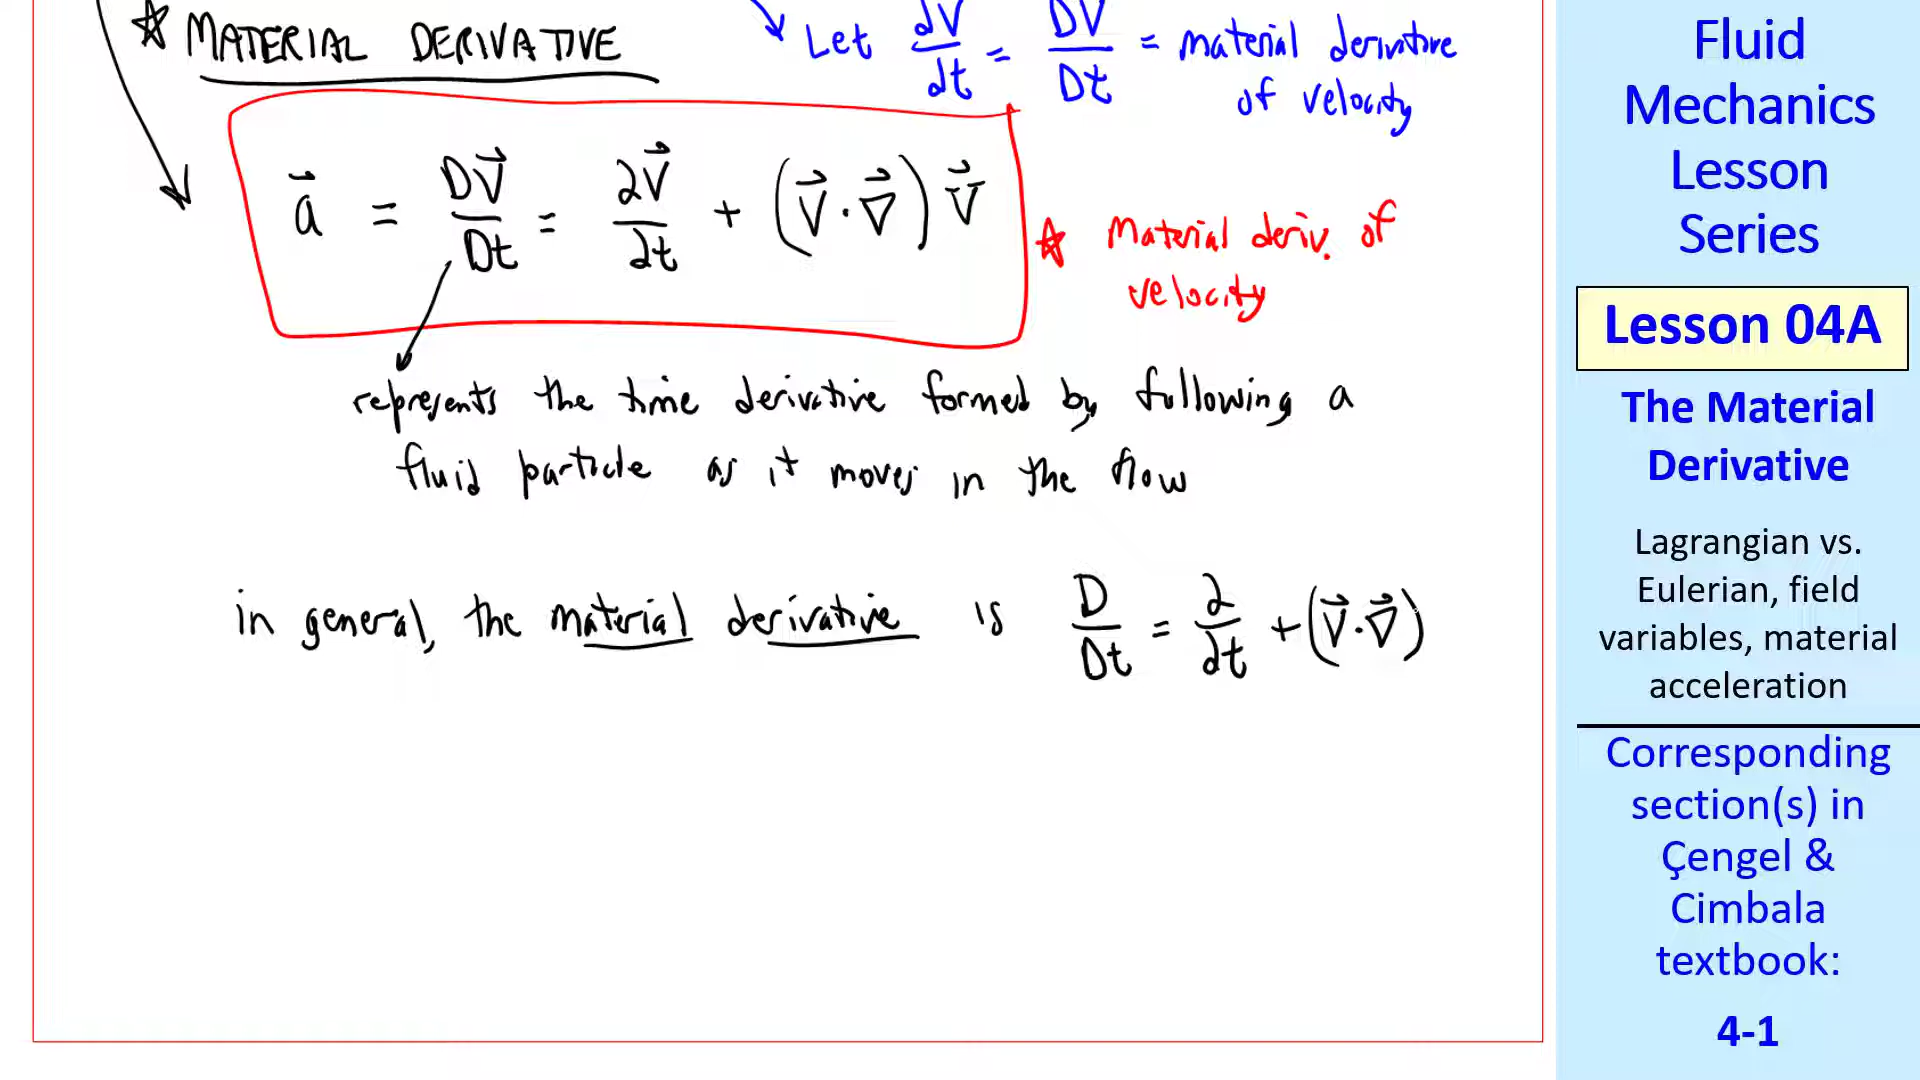 ☆ MATERIAL DERIVATIVE
Let dV/dt = DV/Dt = material derivative
of velocity
a⃗ = DV⃗/Dt = ∂V⃗/∂t + (V⃗·∇⃗)V⃗
☆ Material deriv. of
velocity
represents the time derivative formed by following a
fluid particle as it moves in the flow
in general, the material derivative is D/Dt = ∂/∂t + (V⃗·∇⃗)
Fluid
Mechanics
Lesson
Series
Lesson 04A
The Material
Derivative
Lagrangian vs.
Eulerian, field
variables, material
acceleration
Corresponding
section(s) in
Çengel &
Cimbala
textbook:
4-1